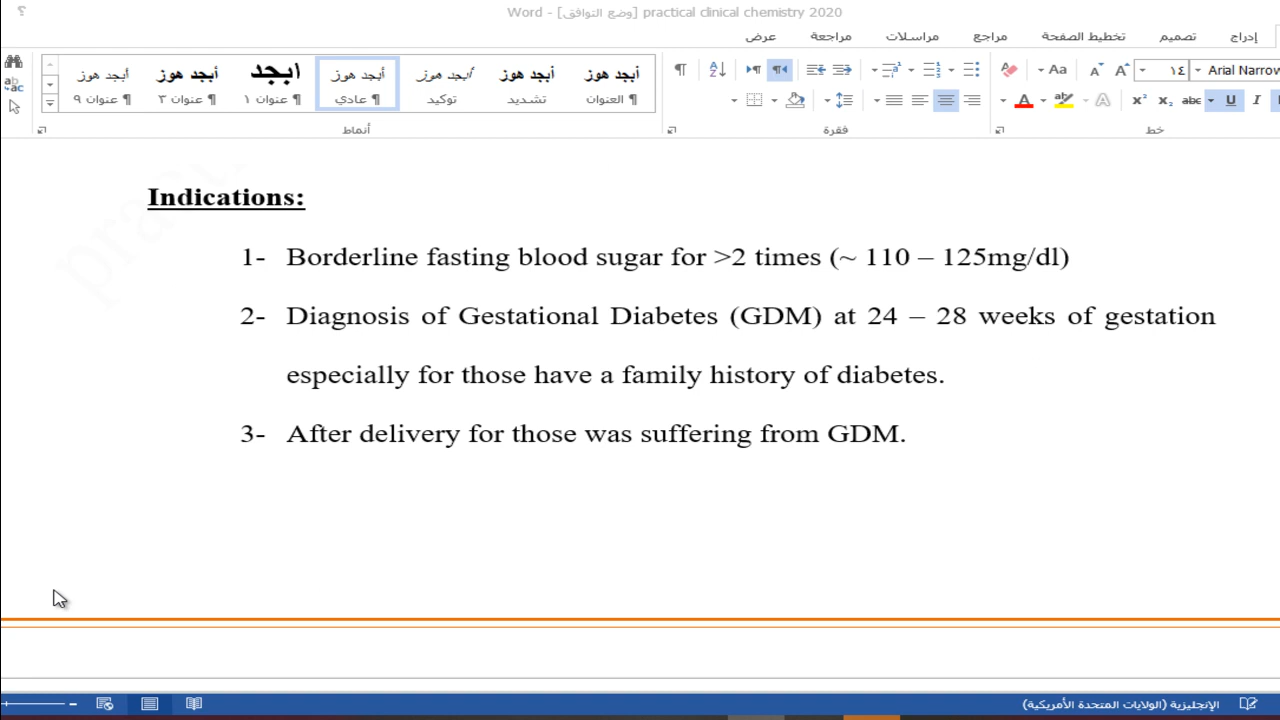 ؟
Word - [وضع التوافق] practical clinical chemistry 2020
إدراج تصميم تخطيط الصفحة مراجع مراسلات مراجعة عرض
Arial Narrow ١٤ Aa
أبجد هوز أبجد هوز أبجد هوز أبجد هوز أبجد أبجد هوز أبجد هوز
العنوان ¶ تشديد توكيد عادي ¶ عنوان ١ ¶ عنوان ٣ ¶ عنوان ٩ ¶
خط فقرة أنماط
Indications:
1- Borderline fasting blood sugar for >2 times (~ 110 – 125mg/dl)
2- Diagnosis of Gestational Diabetes (GDM) at 24 – 28 weeks of gestation
especially for those have a family history of diabetes.
3- After delivery for those was suffering from GDM.
الإنجليزية (الولايات المتحدة الأمريكية)